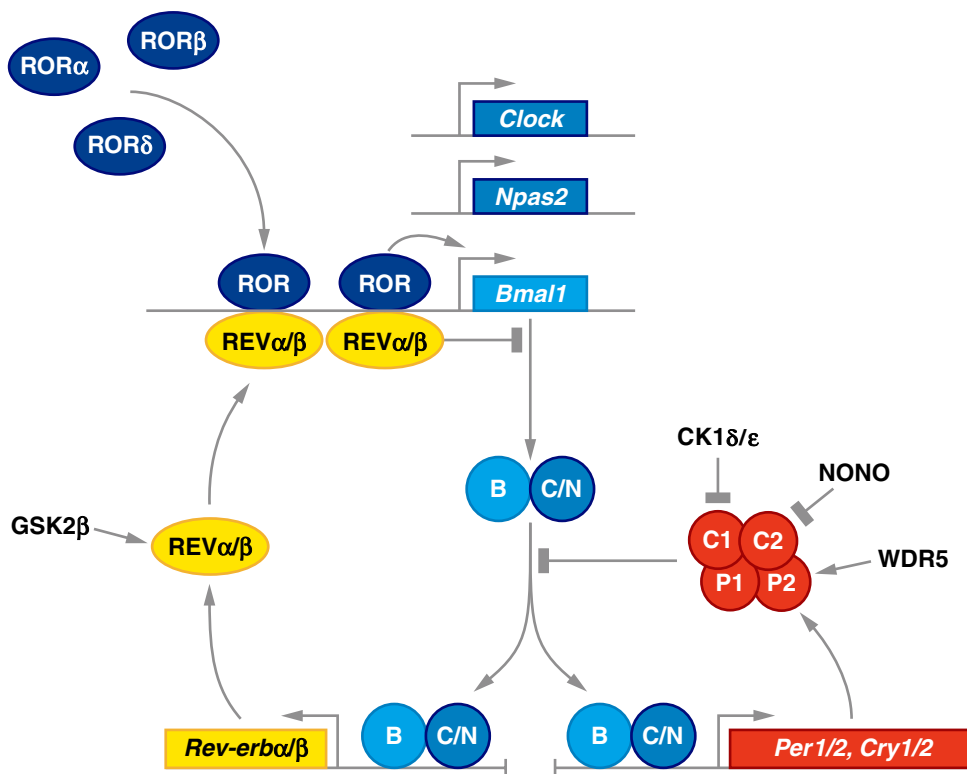 RORβ
RORα
RORδ
Clock
Npas2
ROR
ROR
Bmal1
REVα/β
REVα/β
CK1δ/ε
NONO
B
C/N
GSK2β
REVα/β
C1
C2
WDR5
P1
P2
Rev-erbα/β
B
C/N
B
C/N
Per1/2, Cry1/2